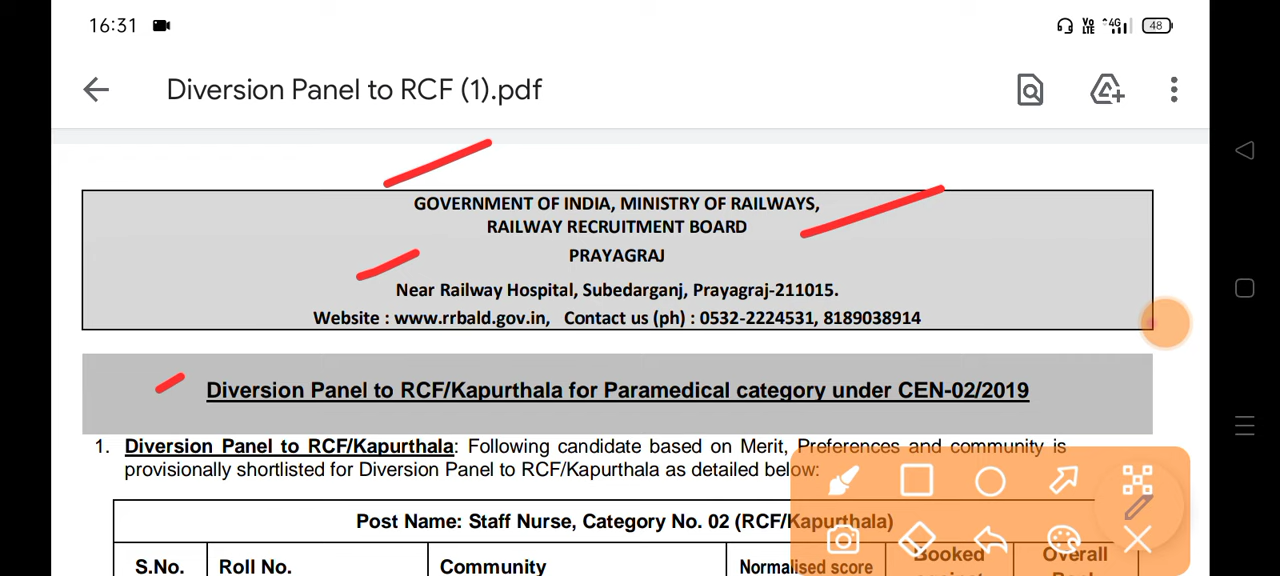 16:31 Vo LTE 4G 48
Diversion Panel to RCF (1).pdf
GOVERNMENT OF INDIA, MINISTRY OF RAILWAYS,
RAILWAY RECRUITMENT BOARD
PRAYAGRAJ
Near Railway Hospital, Subedarganj, Prayagraj-211015.
Website : www.rrbald.gov.in, Contact us (ph) : 0532-2224531, 8189038914
Diversion Panel to RCF/Kapurthala for Paramedical category under CEN-02/2019
1. Diversion Panel to RCF/Kapurthala: Following candidate based on Merit, Preferences and community is
provisionally shortlisted for Diversion Panel to RCF/Kapurthala as detailed below:
Post Name: Staff Nurse, Category No. 02 (RCF/Kapurthala)
S.No. Roll No. Community Normalised score Booked Overall